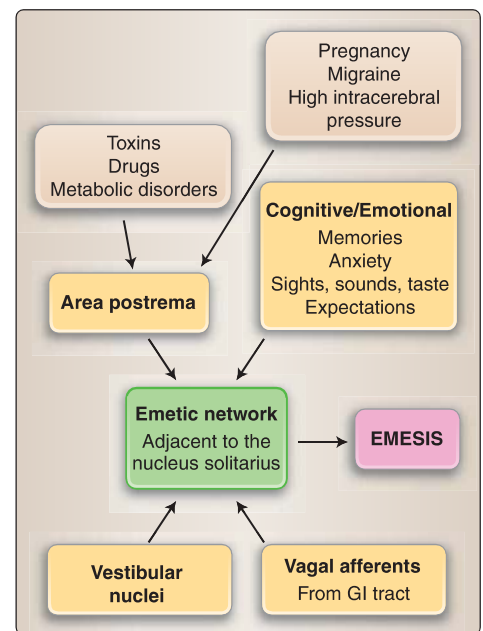 Pregnancy
Migraine
High intracerebral
pressure
Toxins
Drugs
Metabolic disorders
Cognitive/Emotional
Memories
Anxiety
Sights, sounds, taste
Expectations
Area postrema
Emetic network
Adjacent to the
nucleus solitarius
EMESIS
Vestibular
nuclei
Vagal afferents
From GI tract